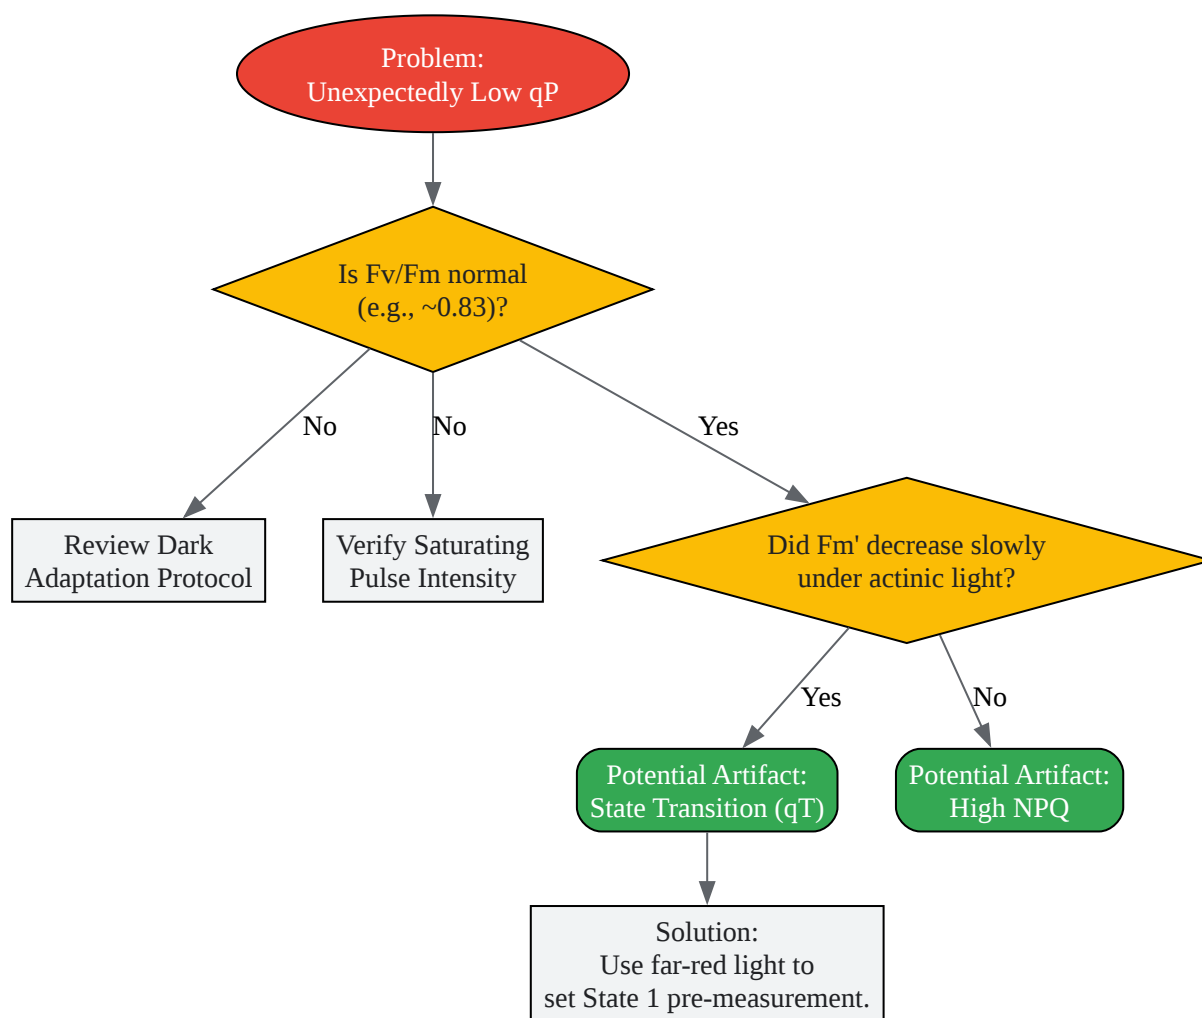 Problem:
Unexpectedly Low qP
Is Fv/Fm normal
(e.g., ~0.83)?
No
No
Yes
Review Dark
Adaptation Protocol
Verify Saturating
Pulse Intensity
Did Fm' decrease slowly
under actinic light?
Yes
No
Potential Artifact:
State Transition (qT)
Potential Artifact:
High NPQ
Solution:
Use far-red light to
set State 1 pre-measurement.